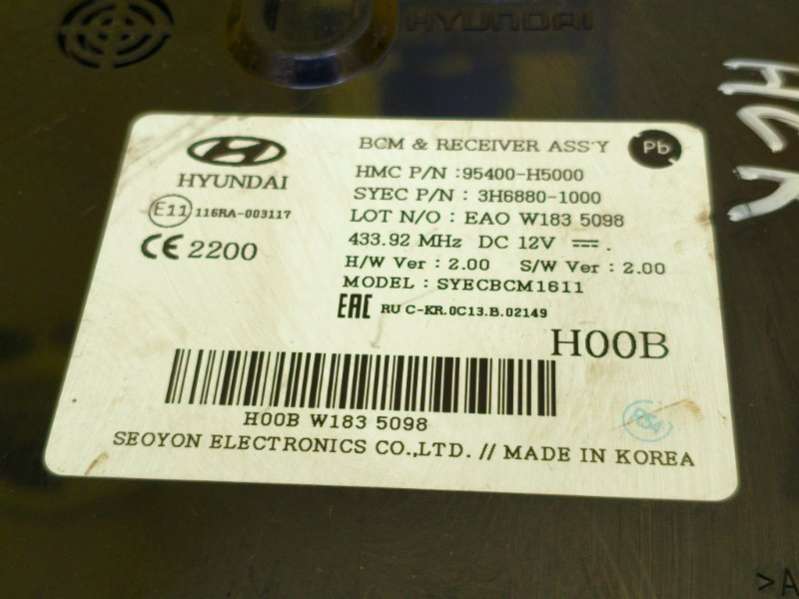 HYUNDAI
HCR
BCM & RECEIVER ASS'Y
Pb
HYUNDAI
HMC P/N :95400-H5000
SYEC P/N : 3H6880-1000
E11 116RA-003117
LOT N/O : EAO W183 5098
CE 2200
433.92 MHz DC 12V
H/W Ver : 2.00 S/W Ver : 2.00
MODEL : SYECBCM1611
EAC RU C-KR.0C13.B.02149
H00B
H00B W183 5098
SEOYON ELECTRONICS CO.,LTD. // MADE IN KOREA
>A